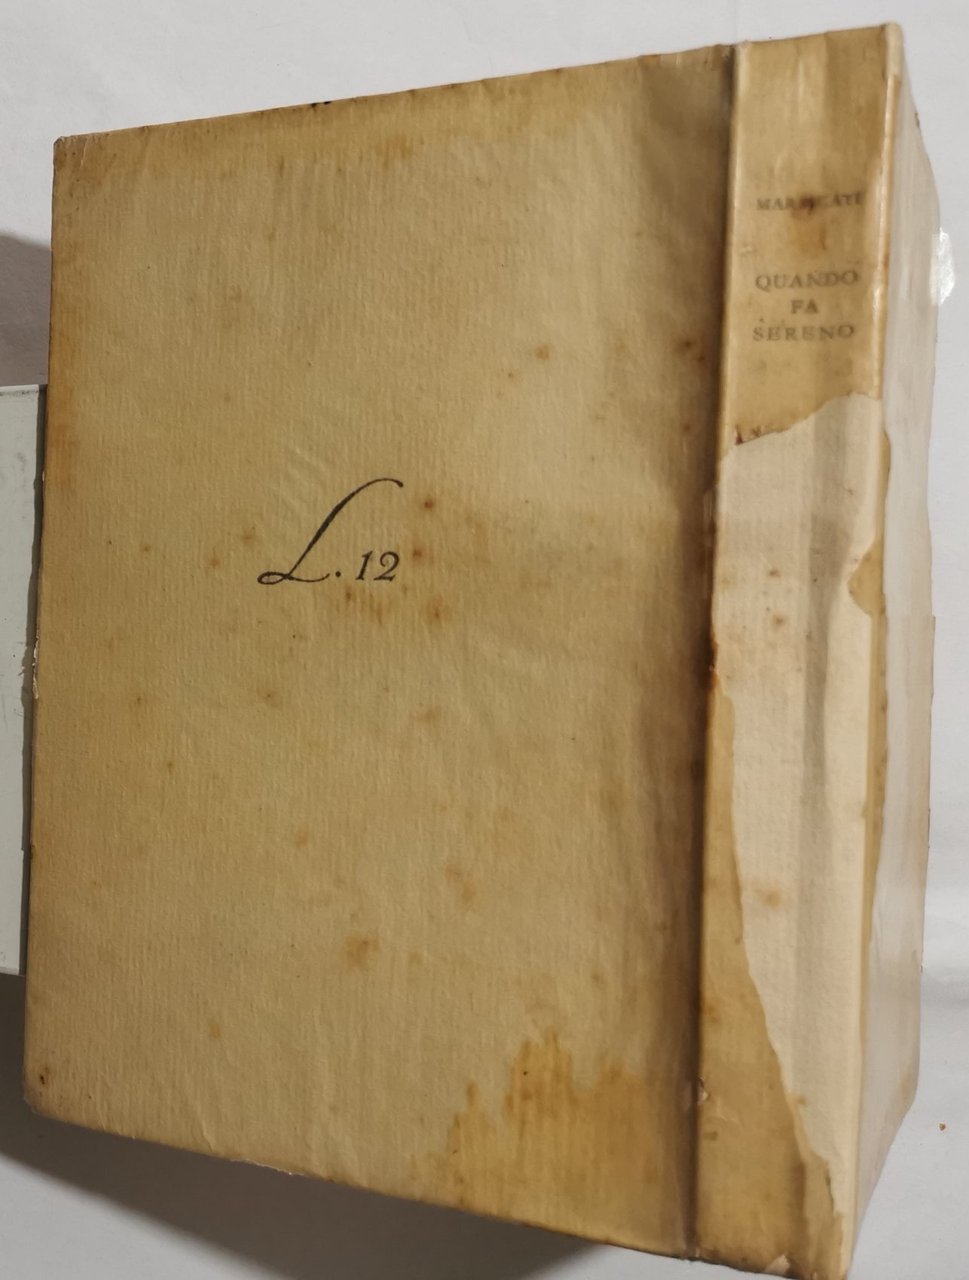 L. 12
QUANDO
FA
SERENO